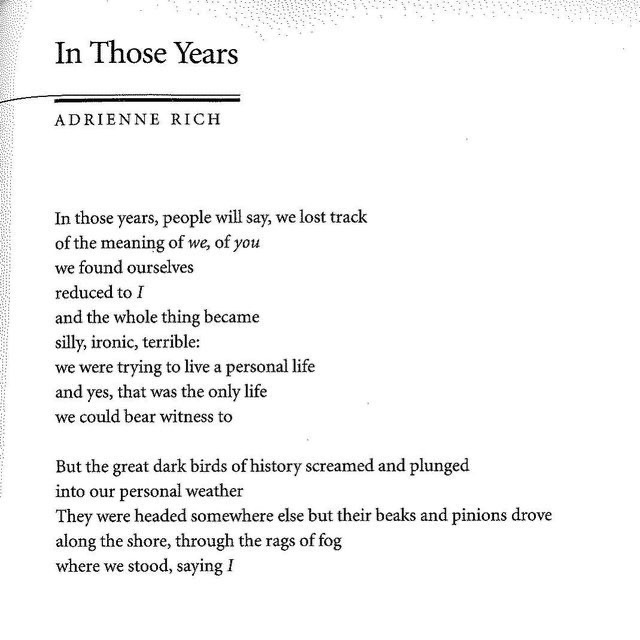 In Those Years
ADRIENNE RICH
In those years, people will say, we lost track
of the meaning of we, of you
we found ourselves
reduced to I
and the whole thing became
silly, ironic, terrible:
we were trying to live a personal life
and yes, that was the only life
we could bear witness to
But the great dark birds of history screamed and plunged
into our personal weather
They were headed somewhere else but their beaks and pinions drove
along the shore, through the rags of fog
where we stood, saying I